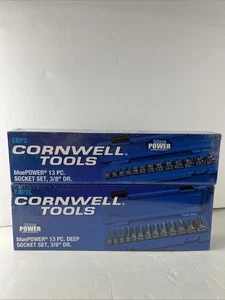 CBP3
CORNWELL®
TOOLS
bluePOWER® 13 PC.
SOCKET SET, 3/8" DR.
POWER
CORNWELL®
TOOLS
bluePOWER® 13 PC. DEEP
SOCKET SET, 3/8" DR.
POWER